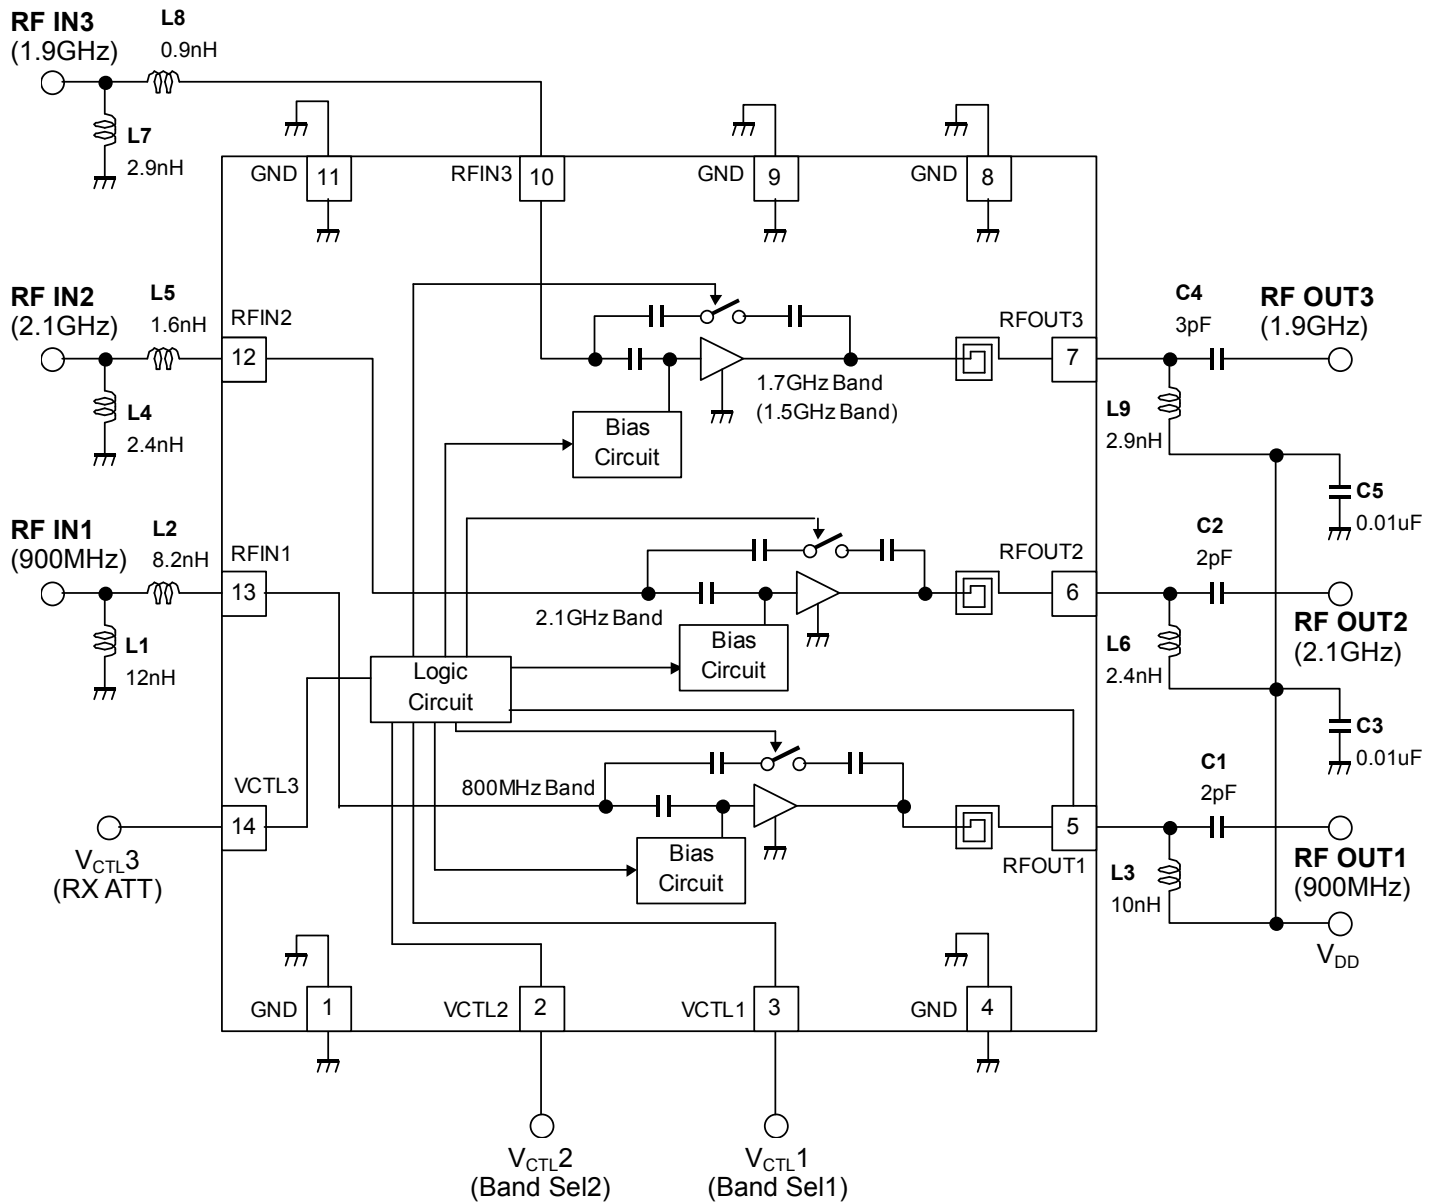 RF IN3
(1.9GHz)
L8
0.9nH
L7
2.9nH
GND
11
RFIN3
10
GND
9
GND
8
RF IN2
(2.1GHz)
L5
1.6nH
RFIN2
12
L4
2.4nH
1.7GHz Band
(1.5GHz Band)
Bias
Circuit
RFOUT3
7
C4
3pF
RF OUT3
(1.9GHz)
L9
2.9nH
C5
0.01uF
RF IN1
(900MHz)
L2
8.2nH
RFIN1
13
L1
12nH
2.1GHz Band
Bias
Circuit
RFOUT2
6
C2
2pF
RF OUT2
(2.1GHz)
L6
2.4nH
C3
0.01uF
Logic
Circuit
VCTL3
14
VCTL3
(RX ATT)
800MHz Band
Bias
Circuit
5
RFOUT1
C1
2pF
RF OUT1
(900MHz)
L3
10nH
VDD
GND
1
VCTL2
2
VCTL1
3
GND
4
VCTL2
(Band Sel2)
VCTL1
(Band Sel1)